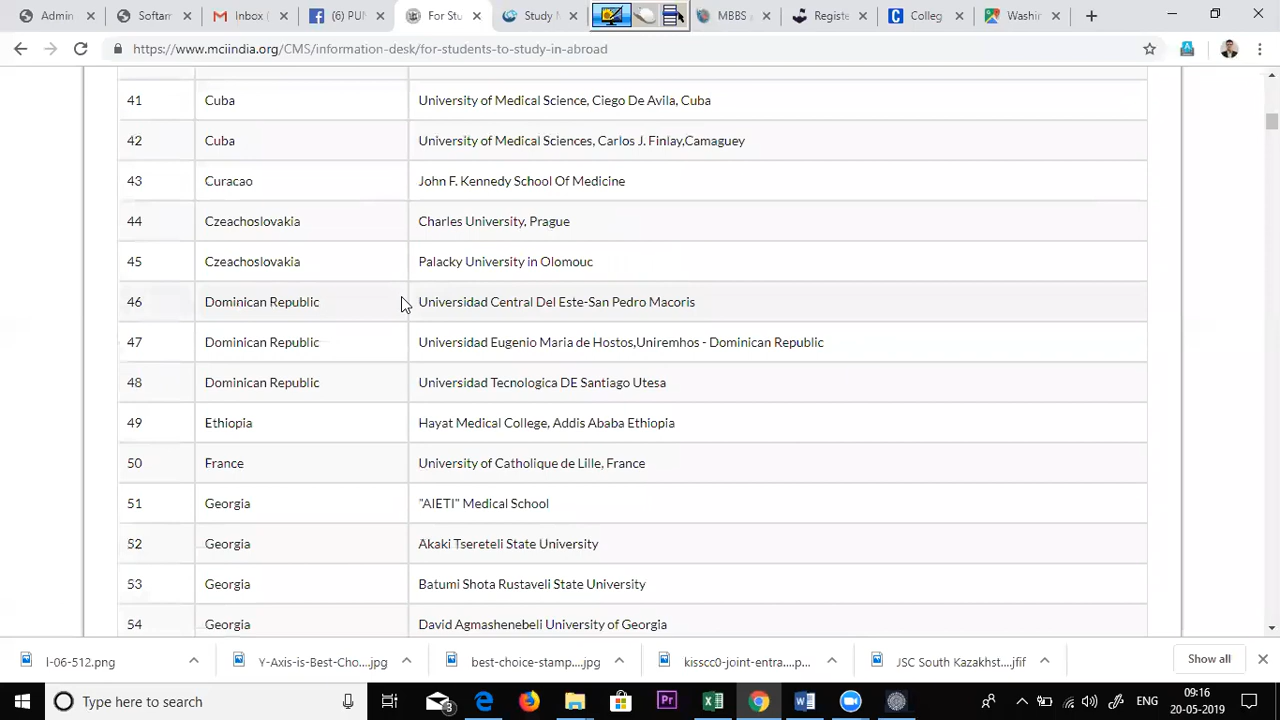 Admin
Softam
Inbox (
(6) PUN
For Stu
Study M
MBBS A
Registe
Colleg
Washin
https://www.mciindia.org/CMS/information-desk/for-students-to-study-in-abroad
41 Cuba University of Medical Science, Ciego De Avila, Cuba
42 Cuba University of Medical Sciences, Carlos J. Finlay,Camaguey
43 Curacao John F. Kennedy School Of Medicine
44 Czeachoslovakia Charles University, Prague
45 Czeachoslovakia Palacky University in Olomouc
46 Dominican Republic Universidad Central Del Este-San Pedro Macoris
47 Dominican Republic Universidad Eugenio Maria de Hostos,Uniremhos - Dominican Republic
48 Dominican Republic Universidad Tecnologica DE Santiago Utesa
49 Ethiopia Hayat Medical College, Addis Ababa Ethiopia
50 France University of Catholique de Lille, France
51 Georgia "AIETI" Medical School
52 Georgia Akaki Tsereteli State University
53 Georgia Batumi Shota Rustaveli State University
54 Georgia David Agmashenebeli University of Georgia
I-06-512.png
Y-Axis-is-Best-Cho....jpg
best-choice-stamp....jpg
kisscc0-joint-entra....p...
JSC South Kazakhst....jfif
Show all
Type here to search
3
Pr
ENG
09:16
20-05-2019